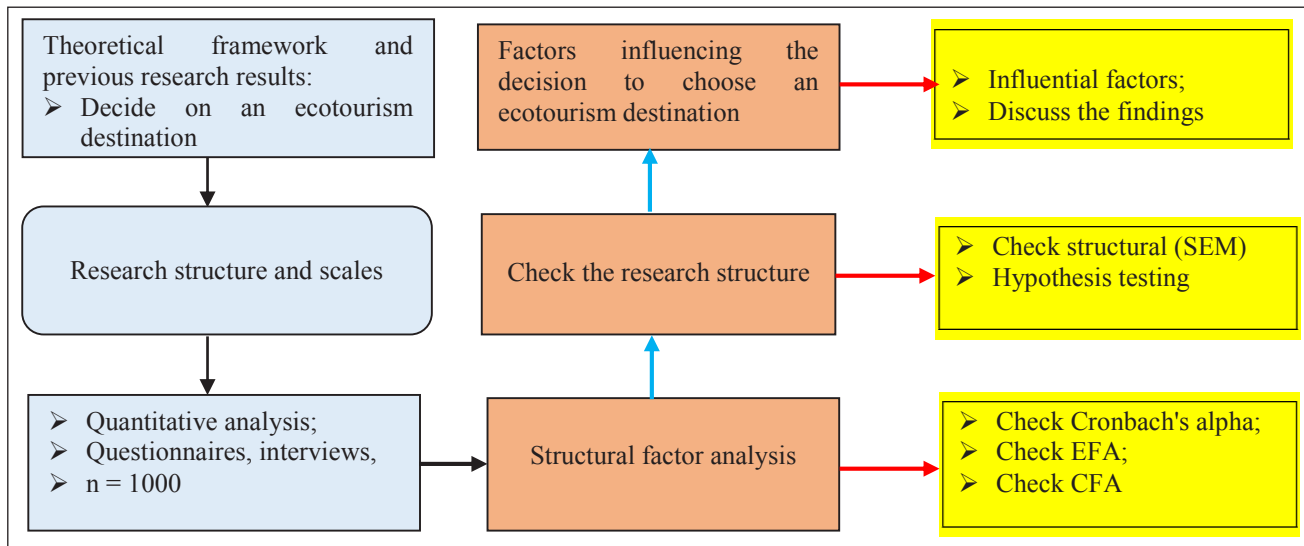 Theoretical framework and
previous research results:
➢ Decide on an ecotourism
destination
Research structure and scales
➢ Quantitative analysis;
➢ Questionnaires, interviews,
➢ n = 1000
Factors influencing the
decision to choose an
ecotourism destination
Check the research structure
Structural factor analysis
➢ Influential factors;
➢ Discuss the findings
➢ Check structural (SEM)
➢ Hypothesis testing
➢ Check Cronbach's alpha;
➢ Check EFA;
➢ Check CFA